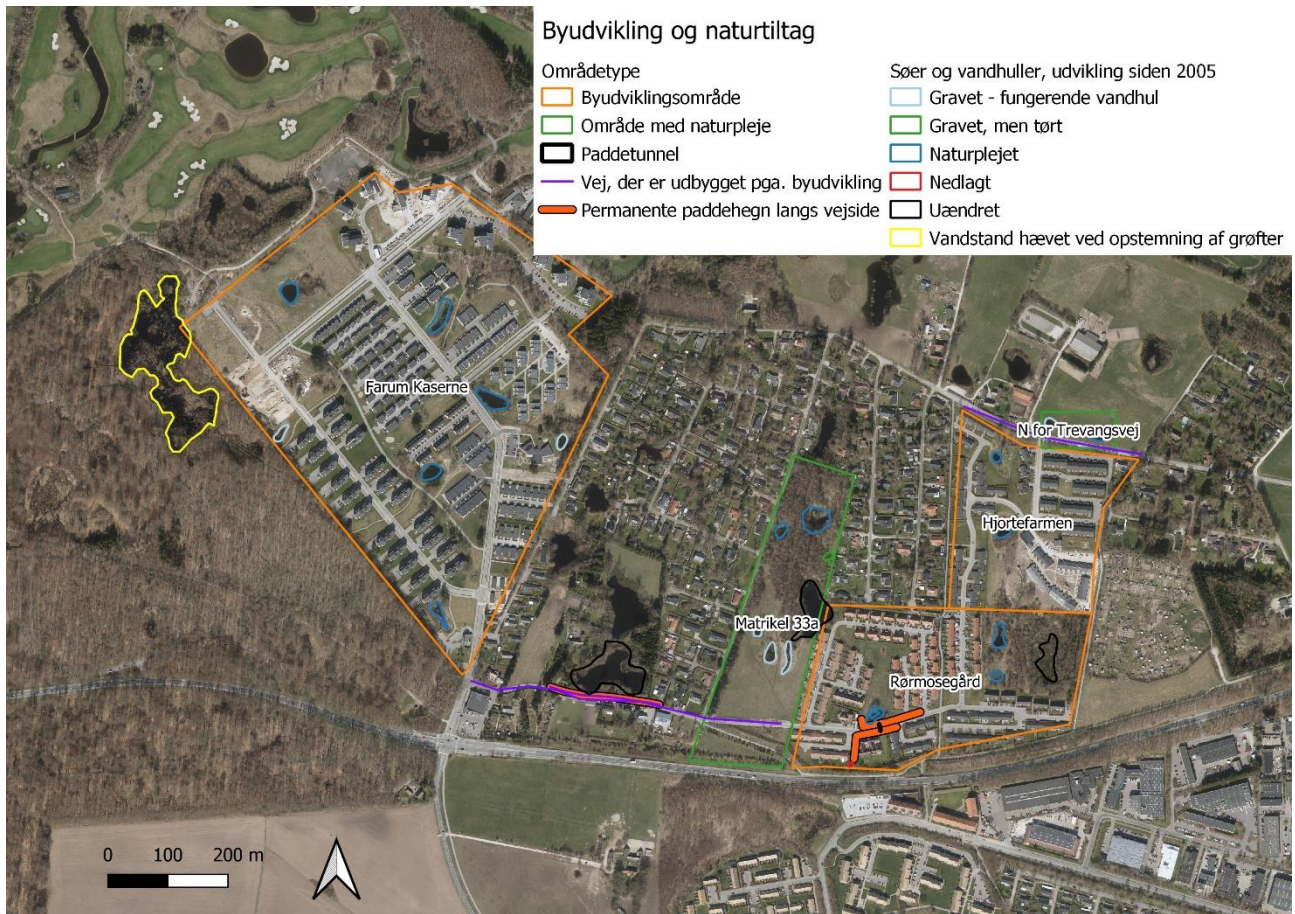 Byudvikling og naturtiltag
Områdetype
Byudviklingsområde
Område med naturpleje
Paddetunnel
Vej, der er udbygget pga. byudvikling
Permanente paddehegn langs vejside
Søer og vandhuller, udvikling siden 2005
Gravet - fungerende vandhul
Gravet, men tørt
Naturplejet
Nedlagt
Uændret
Vandstand hævet ved opstemning af grøfter
Farum Kaserne
N for Trevangsvej
Hjortefarmen
Matrikel 33a
Rørmosegård
0 100 200 m